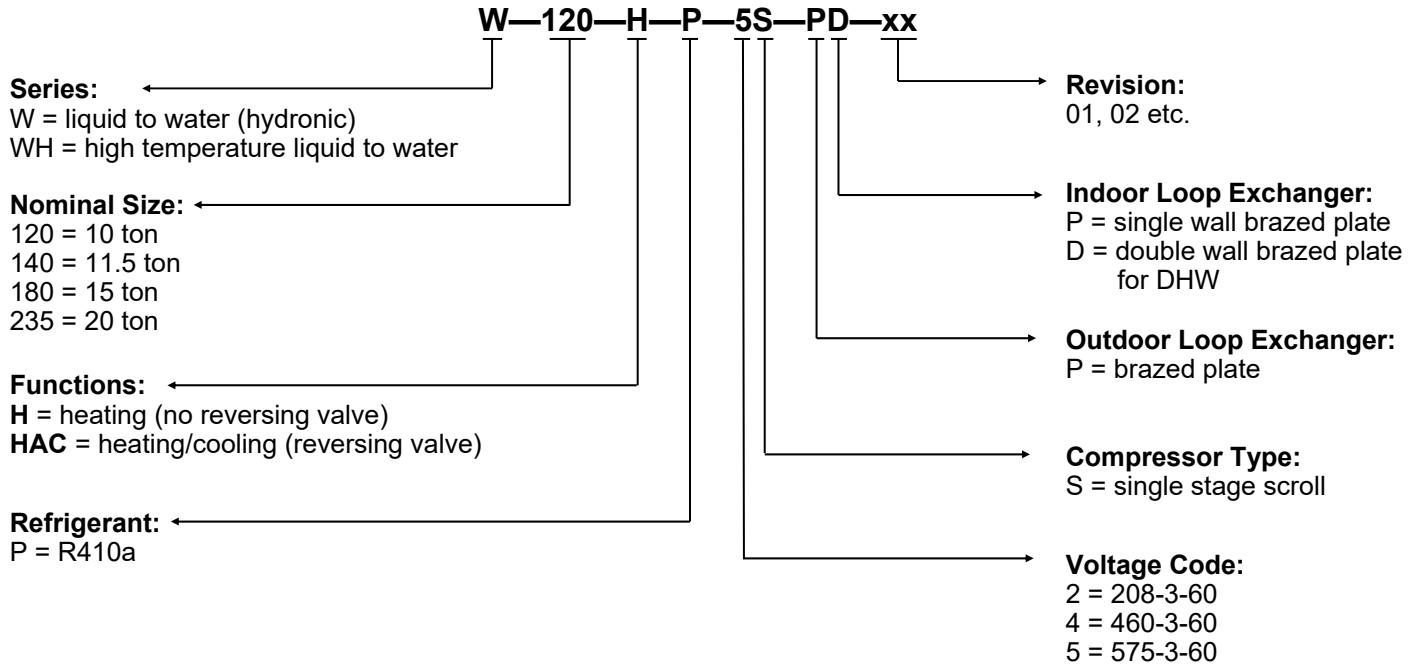 W—120—H—P—5S—PD—xx
Series:
W = liquid to water (hydronic)
WH = high temperature liquid to water
Nominal Size:
120 = 10 ton
140 = 11.5 ton
180 = 15 ton
235 = 20 ton
Functions:
H = heating (no reversing valve)
HAC = heating/cooling (reversing valve)
Refrigerant:
P = R410a
Revision:
01, 02 etc.
Indoor Loop Exchanger:
P = single wall brazed plate
D = double wall brazed plate
for DHW
Outdoor Loop Exchanger:
P = brazed plate
Compressor Type:
S = single stage scroll
Voltage Code:
2 = 208-3-60
4 = 460-3-60
5 = 575-3-60